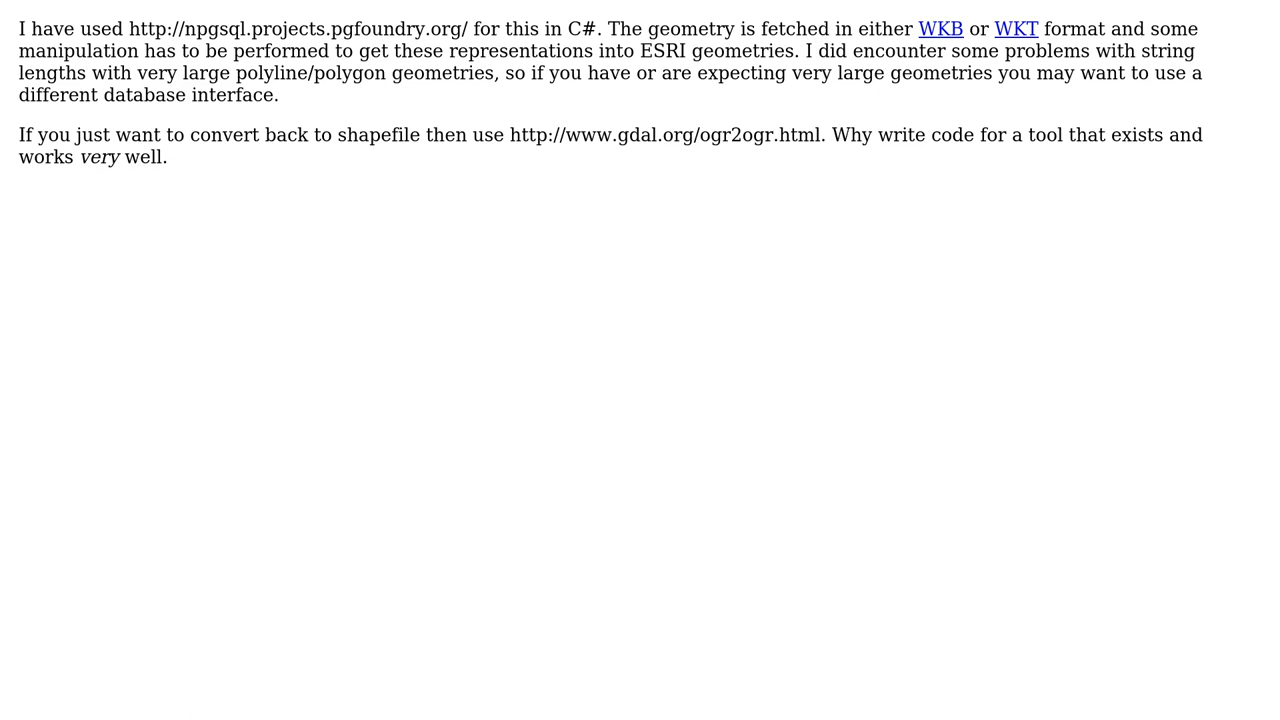 I have used http://npgsql.projects.pgfoundry.org/ for this in C#. The geometry is fetched in either WKB or WKT format and some
manipulation has to be performed to get these representations into ESRI geometries. I did encounter some problems with string
lengths with very large polyline/polygon geometries, so if you have or are expecting very large geometries you may want to use a
different database interface.
If you just want to convert back to shapefile then use http://www.gdal.org/ogr2ogr.html. Why write code for a tool that exists and
works very well.